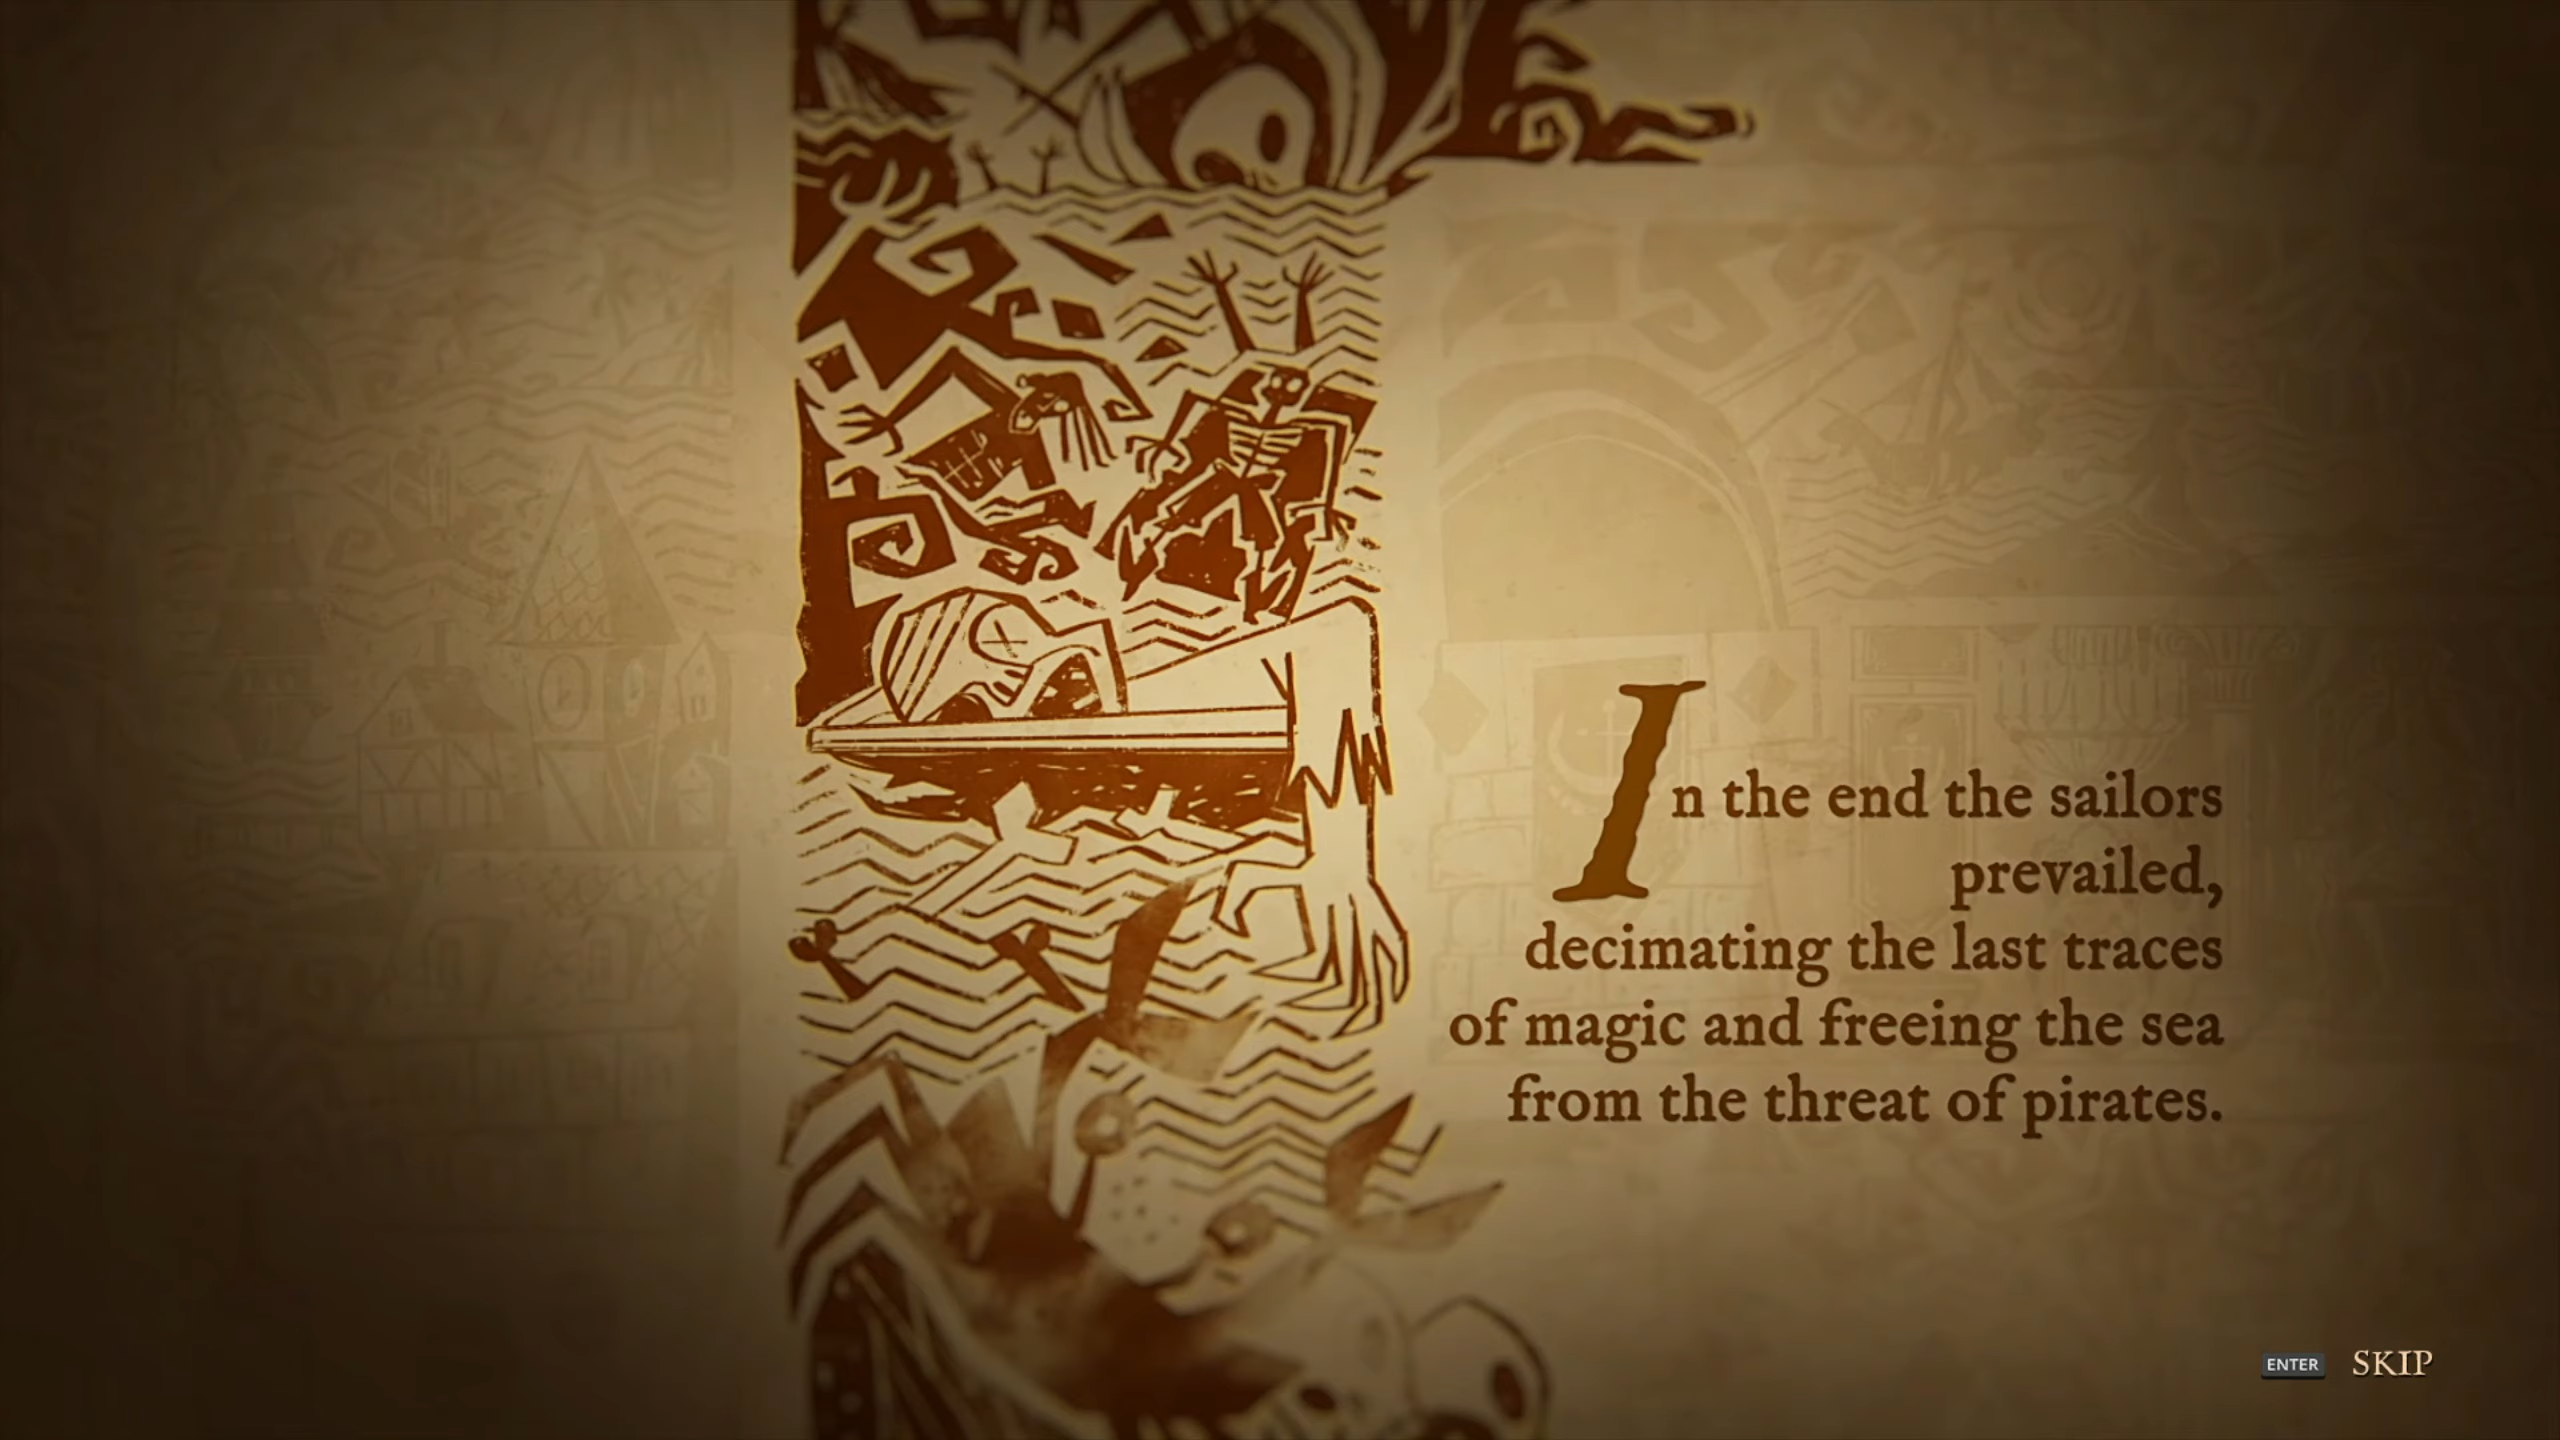 In the end the sailors
prevailed,
decimating the last traces
of magic and freeing the sea
from the threat of pirates.
ENTER SKIP